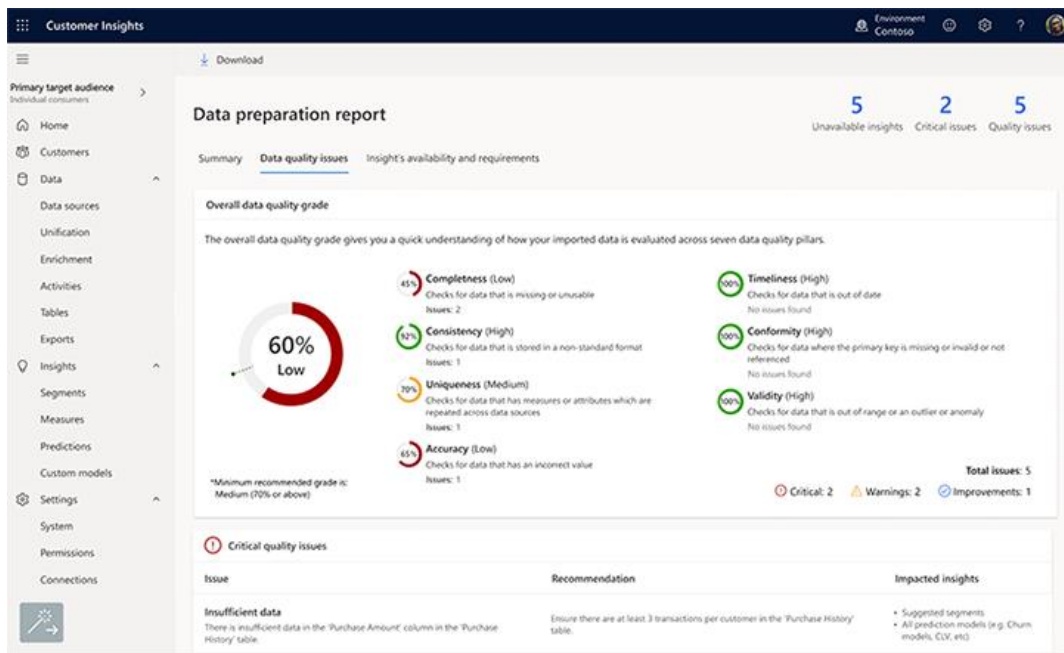 Customer Insights
Environment
Contoso
?
Download
Primary target audience
Individual consumers
Home
Customers
Data
Data sources
Unification
Enrichment
Activities
Tables
Exports
Insights
Segments
Measures
Predictions
Custom models
Settings
System
Permissions
Connections
Data preparation report
5
Unavailable insights
2
Critical issues
5
Quality issues
Summary
Data quality issues
Insight's availability and requirements
Overall data quality grade
The overall data quality grade gives you a quick understanding of how your imported data is evaluated across seven data quality pillars.
60%
Low
*Minimum recommended grade is:
Medium (70% or above)
45%
Completness (Low)
Checks for data that is missing or unusable
Issues: 2
92%
Consistency (High)
Checks for data that is stored in a non-standard format
Issues: 1
70%
Uniqueness (Medium)
Checks for data that has measures or attributes which are
repeated across data sources
Issues: 1
65%
Accuracy (Low)
Checks for data that has an incorrect value
Issues: 1
100%
Timeliness (High)
Checks for data that is out of date
No issues found
100%
Conformity (High)
Checks for data where the primary key is missing or invalid or not
referenced
No issues found
100%
Validity (High)
Checks for data that is out of range or an outlier or anomaly
No issues found
Total issues: 5
Critical: 2
Warnings: 2
Improvements: 1
Critical quality issues
Issue
Recommendation
Impacted insights
Insufficient data
There is insufficient data in the 'Purchase Amount' column in the 'Purchase
History' table.
Ensure there are at least 3 transactions per customer in the 'Purchase History'
table.
• Suggested segments
• All prediction models (e.g. Churn
models, CLV, etc)